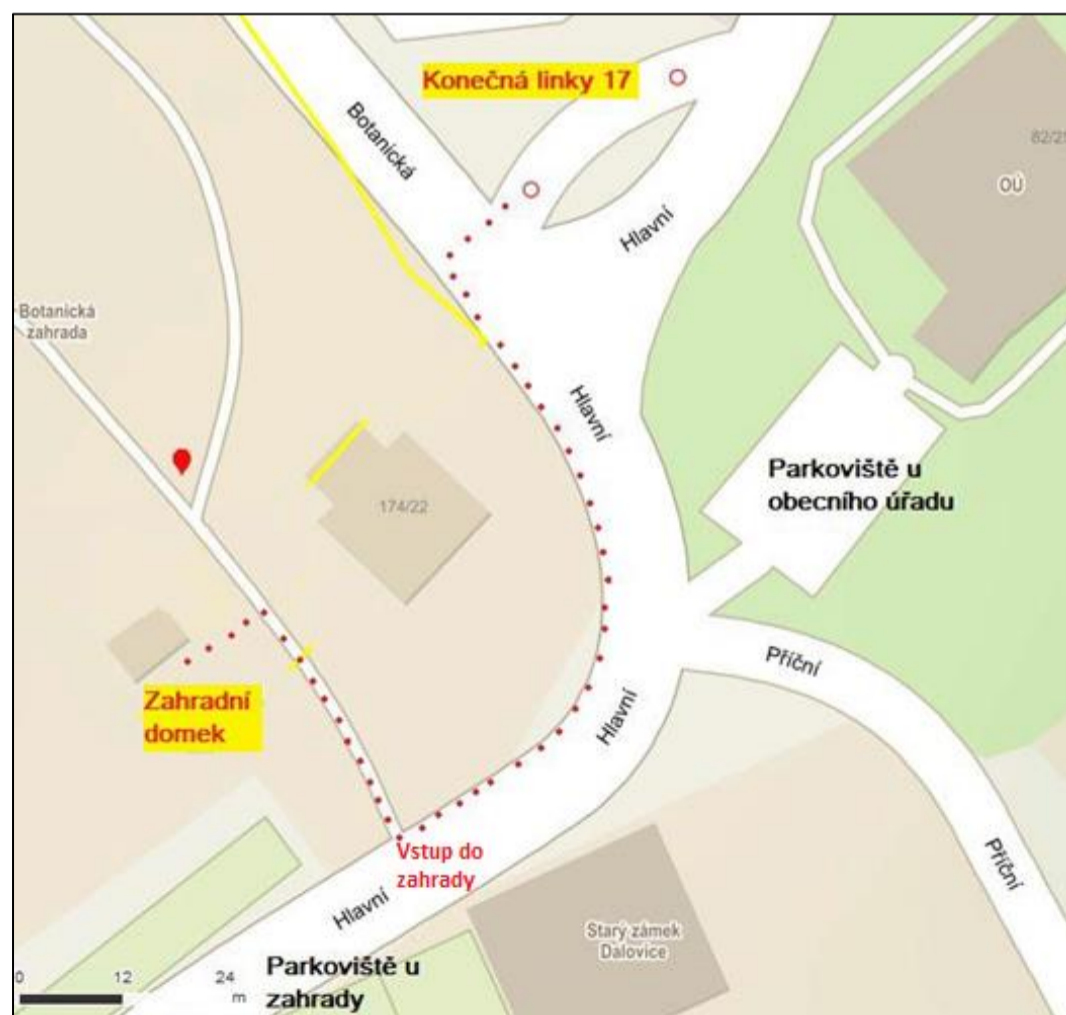 Konečná linky 17
Botanická
82/25
OÚ
Hlavní
Botanická
zahrada
Hlavní
Parkoviště u
obecního úřadu
174/22
Příční
Zahradní
domek
Hlavní
Vstup do
zahrady
Příční
Hlavní
Starý zámek
Dalovice
Parkoviště u
zahrady
0 12 24
m